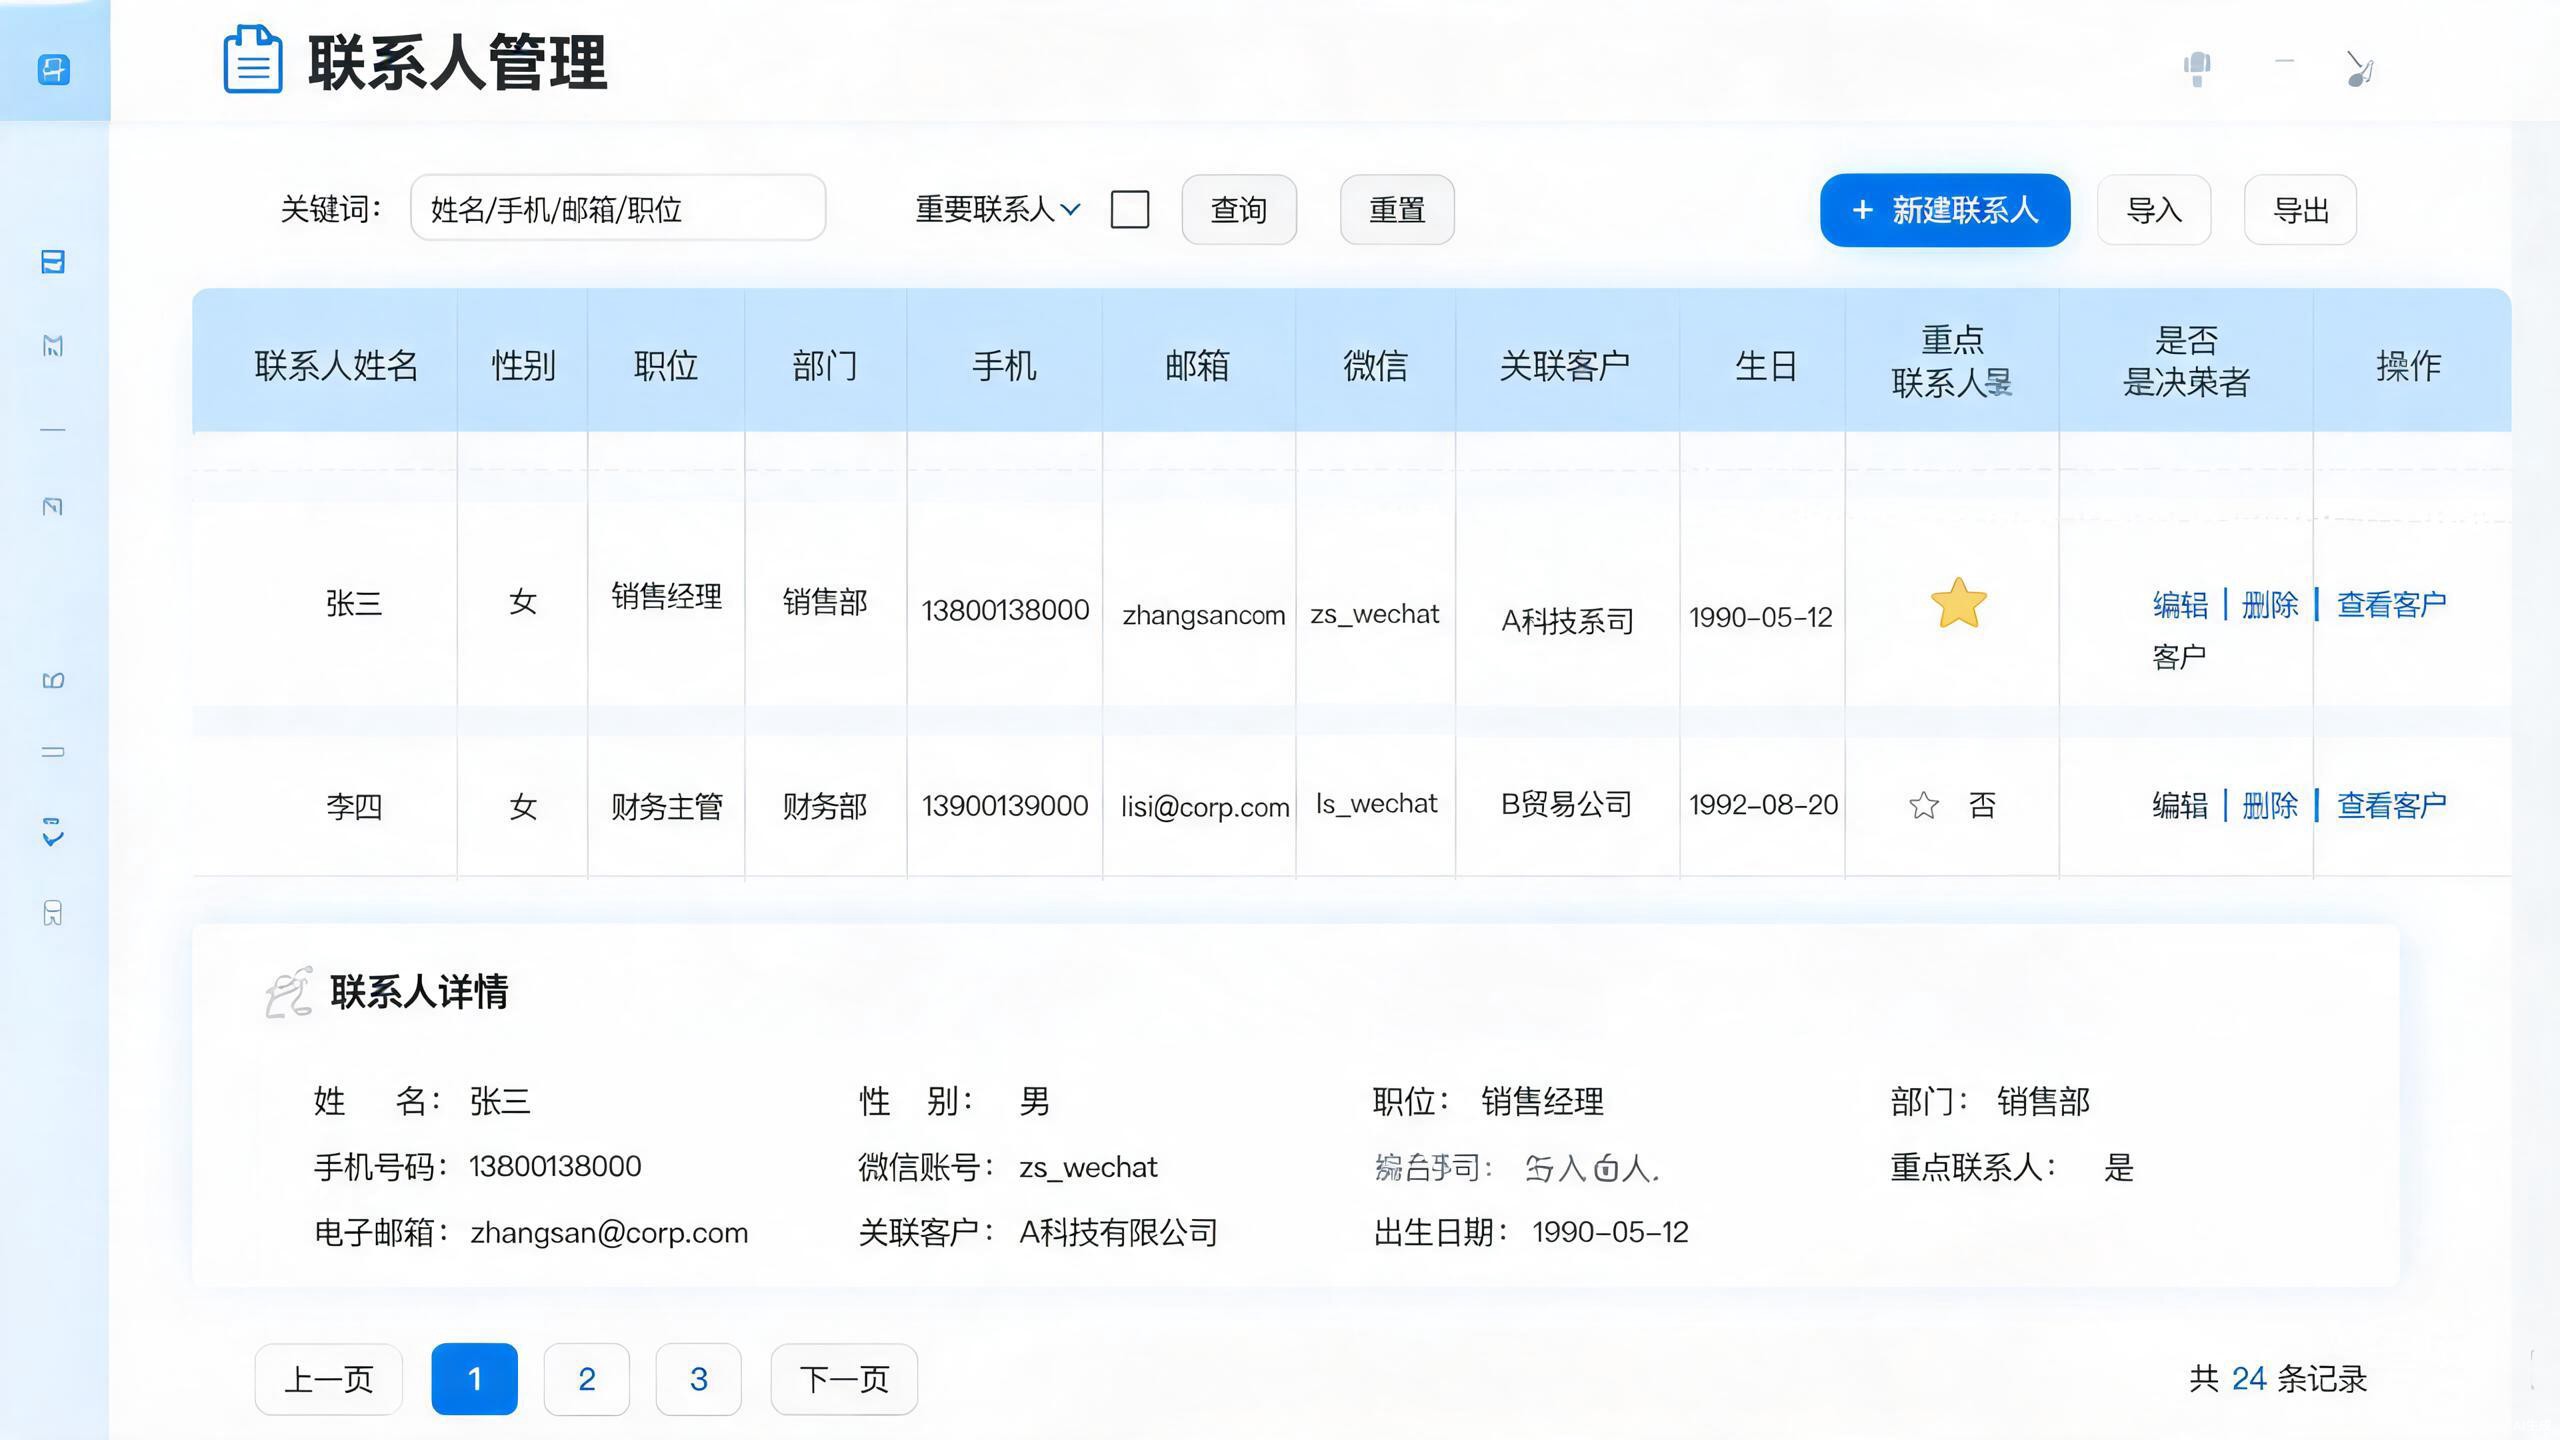 联系人管理
关键词： 姓名/手机/邮箱/职位 重要联系人 查询 重置 + 新建联系人 导入 导出
联系人姓名 性别 职位 部门 手机 邮箱 微信 关联客户 生日 重点 联系人 是否 是决者 操作
张三 女 销售经理 销售部 13800138000 zhangsancom zs_wechat A科技系司 1990-05-12 编辑 | 删除 | 查看客户
客户
李四 女 财务主管 财务部 13900139000 lisi@corp.com ls_wechat B贸易公司 1992-08-20 否 编辑 | 删除 | 查看客户
联系人详情
姓 名： 张三 性 别： 男 职位： 销售经理 部门： 销售部
手机号码： 13800138000 微信账号： zs_wechat 重点联系人： 是
电子邮箱： zhangsan@corp.com 关联客户： A科技有限公司 出生日期： 1990-05-12
上一页 1 2 3 下一页 共 24 条记录